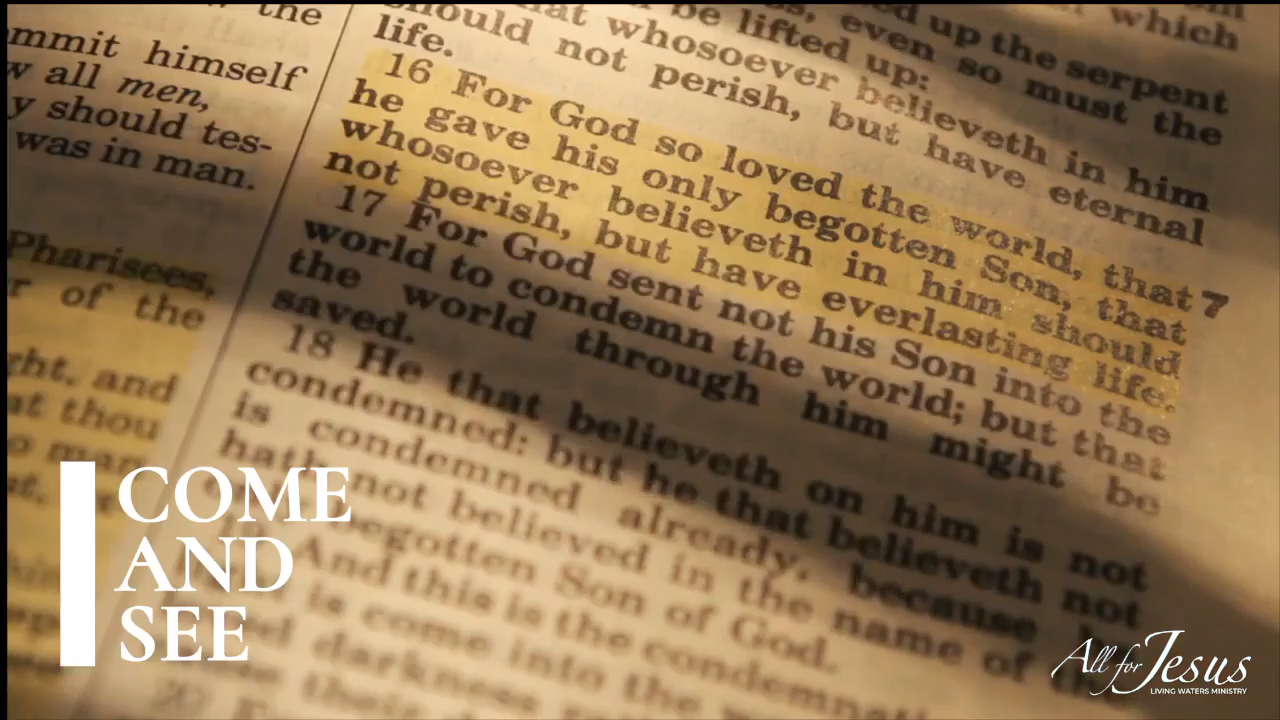 w the
mmit himself
w all men,
y should tes-
was in man.
Pharisees,
r of the
ght, and
at thou
o man
ed up the serpent
, even so must the
be lifted up:
that whosoever believeth in him
should not perish, but have eternal
life.
16 For God so loved the world, that
he gave his only begotten Son, that
whosoever believeth in him should
not perish, but have everlasting life.
17 For God sent not his Son into the
world to condemn the world; but that
the world through him might be
saved.
18 He that believeth on him is not
condemned: but he that believeth not
is condemned already, because
hath not believed in the name of the
begotten Son of God.
And this is the condemnati
is come into the
which
7
COME
AND
SEE
All for Jesus
LIVING WATERS MINISTRY